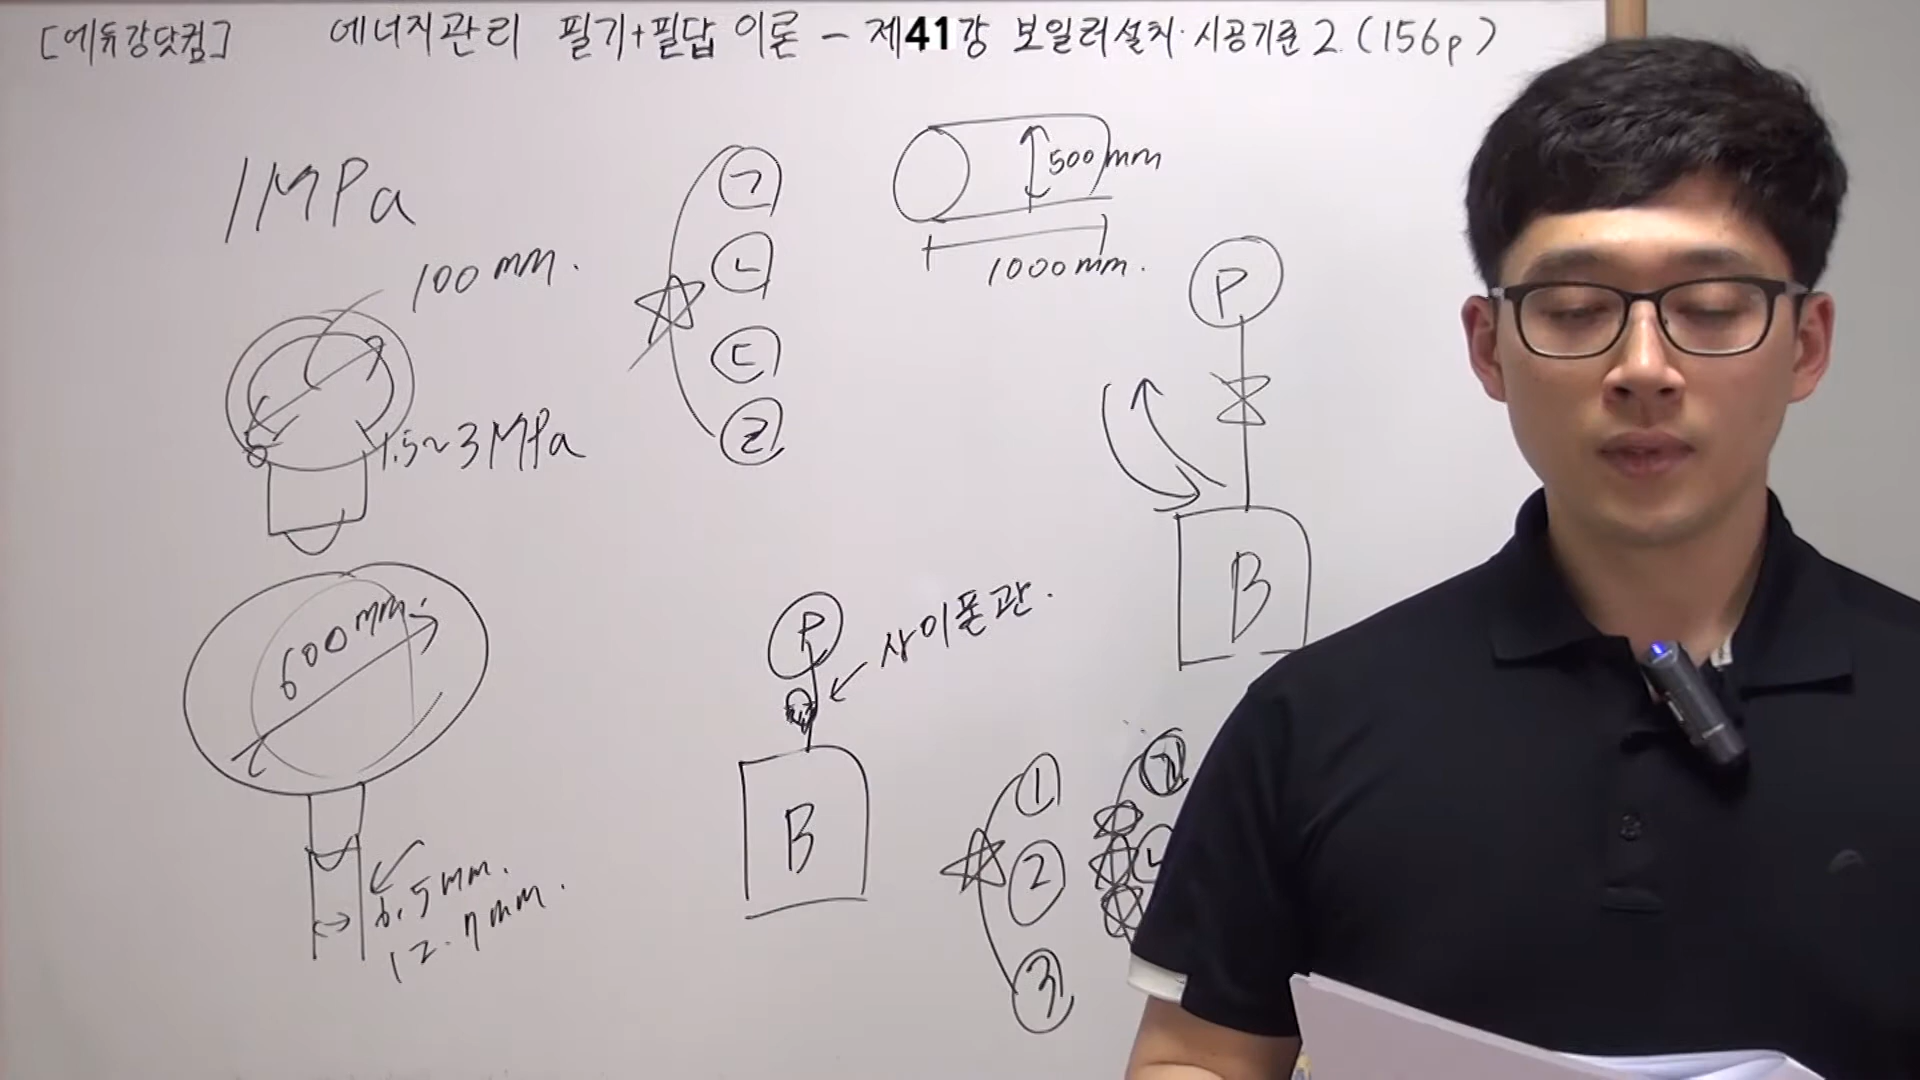 [에듀강닷컴] 에너지관리 필기+필답 이론 - 제41강 보일러설치·시공기준 2. (156p)
1MPa
100mm.
1.5~3MPa
600mm.
6.5mm.
12.7mm.
ㄱ
ㄴ
ㄷ
ㄹ
500mm
1000mm.
P
B
P
사이폰관.
B
1
2
3
ㄱ
ㄴ